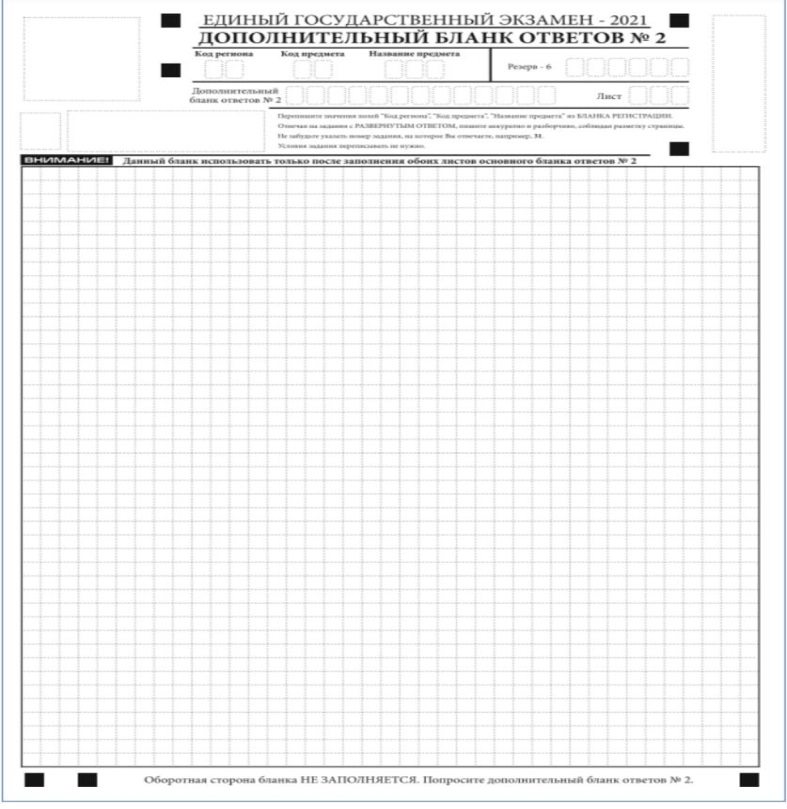 ЕДИНЫЙ ГОСУДАРСТВЕННЫЙ ЭКЗАМЕН - 2021
ДОПОЛНИТЕЛЬНЫЙ БЛАНК ОТВЕТОВ № 2
Код региона Код предмета Название предмета
Резерв - 6
Дополнительный
бланк ответов № 2
Лист
Перепишите значения полей "Код региона", "Код предмета", "Название предмета" из БЛАНКА РЕГИСТРАЦИИ.
Отвечая на задания с РАЗВЕРНУТЫМ ОТВЕТОМ, пишите аккуратно и разборчиво, соблюдая разметку страницы.
Не забудьте указать номер задания, на которое Вы отвечаете, например, 31.
Условия задания переписывать не нужно.
ВНИМАНИЕ! Данный бланк использовать только после заполнения обоих листов основного бланка ответов № 2
Оборотная сторона бланка НЕ ЗАПОЛНЯЕТСЯ. Попросите дополнительный бланк ответов № 2.